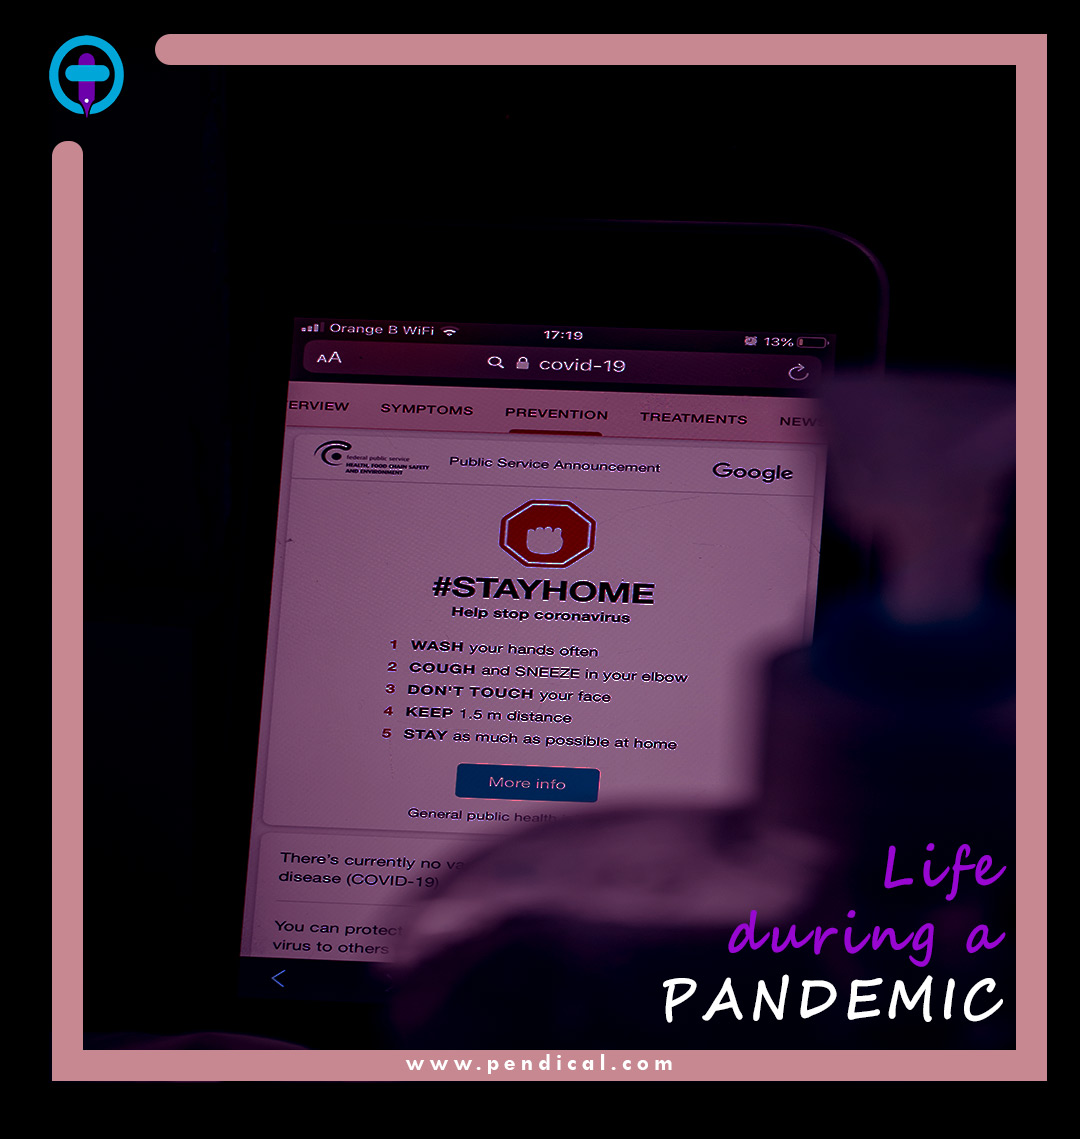 Orange B WiFi 17:19 13%
AA covid-19
ERVIEW SYMPTOMS PREVENTION TREATMENTS NEW
federal public service
HEALTH, FOOD CHAIN SAFETY
AND ENVIRONMENT
Public Service Announcement
Google
#STAYHOME
Help stop coronavirus
1 WASH your hands often
2 COUGH and SNEEZE in your elbow
3 DON'T TOUCH your face
4 KEEP 1.5 m distance
5 STAY as much as possible at home
More info
General public health
There's currently no va
disease (COVID-19)
You can protect
virus to others
Life
during a
PANDEMIC
www.pendical.com